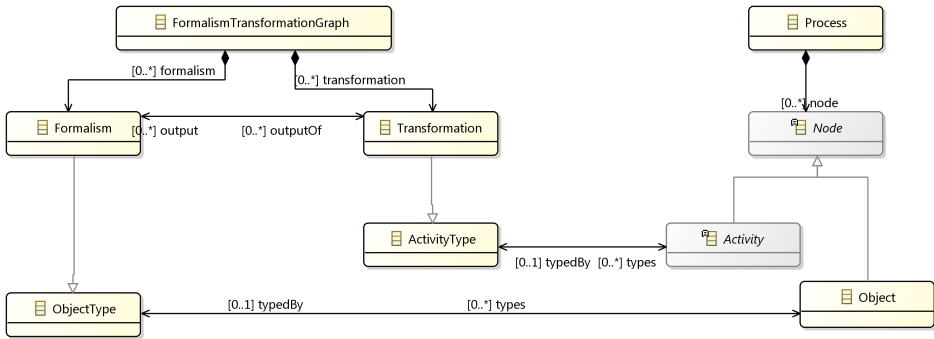 FormalismTransformationGraph
Process
[0..*] formalism
[0..*] transformation
[0..*] node
Formalism
[0..*] output
[0..*] outputOf
Transformation
Node
ActivityType
[0..1] typedBy
[0..*] types
Activity
ObjectType
[0..1] typedBy
[0..*] types
Object